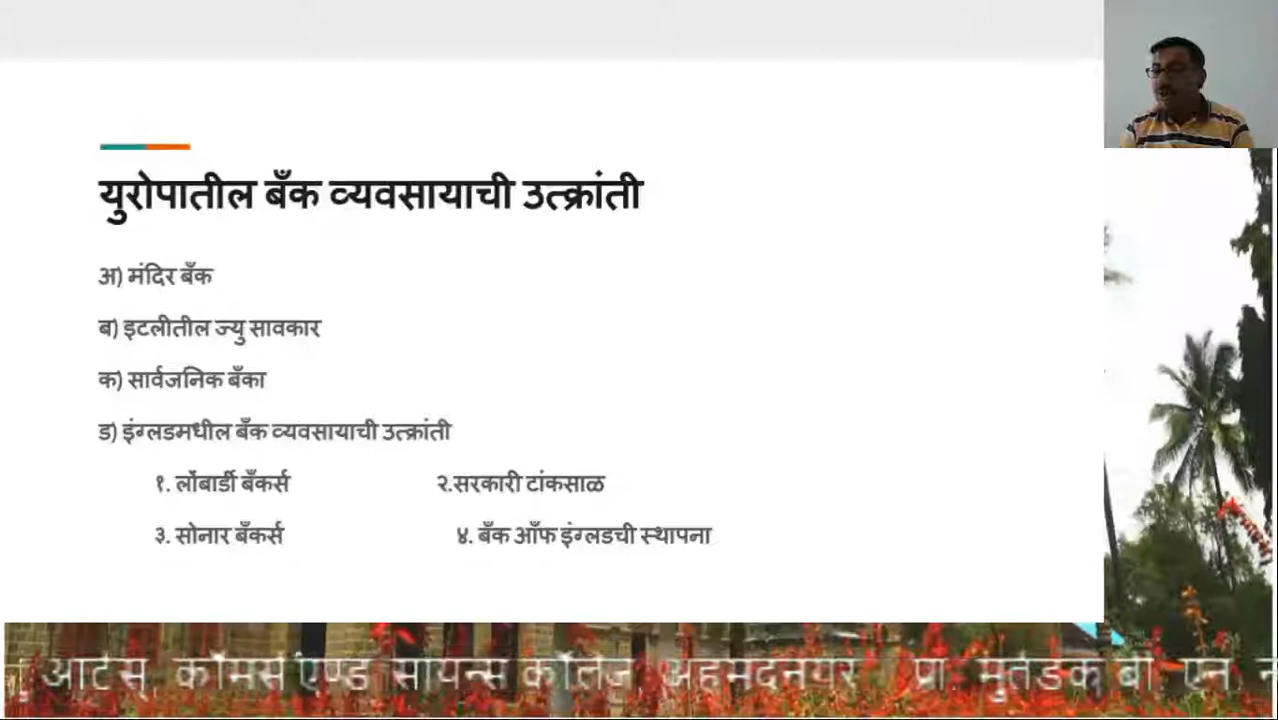 युरोपातील बँक व्यवसायाची उत्क्रांती
अ) मंदिर बँक
ब) इटलीतील ज्यु सावकार
क) सार्वजनिक बँका
ड) इंग्लडमधील बँक व्यवसायाची उत्क्रांती
१. लोंबार्डी बँकर्स २.सरकारी टांकसाळ
३. सोनार बँकर्स ४. बँक ऑफ इंग्लडची स्थापना
आर्टस् कॉमर्स एण्ड सायन्स कॉलेज अहमदनगर प्रा. बी एन